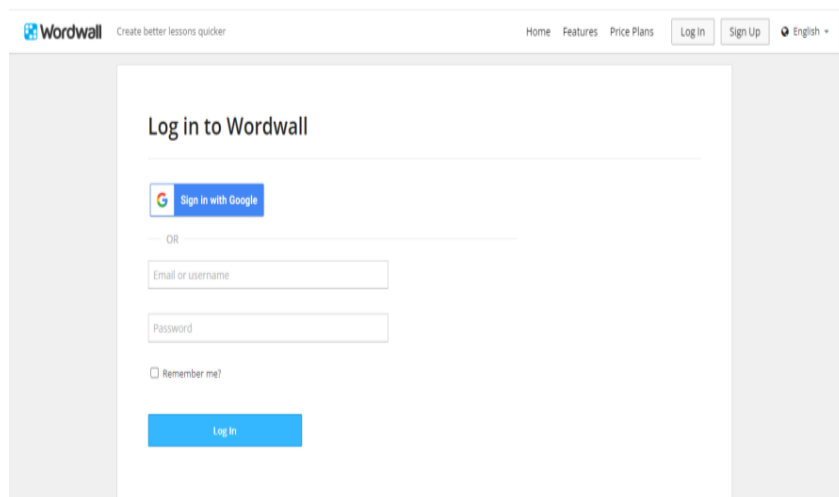 Wordwall Create better lessons quicker Home Features Price Plans Log In Sign Up English
Log in to Wordwall
G Sign in with Google
OR
Email or username
Password
Remember me?
Log In